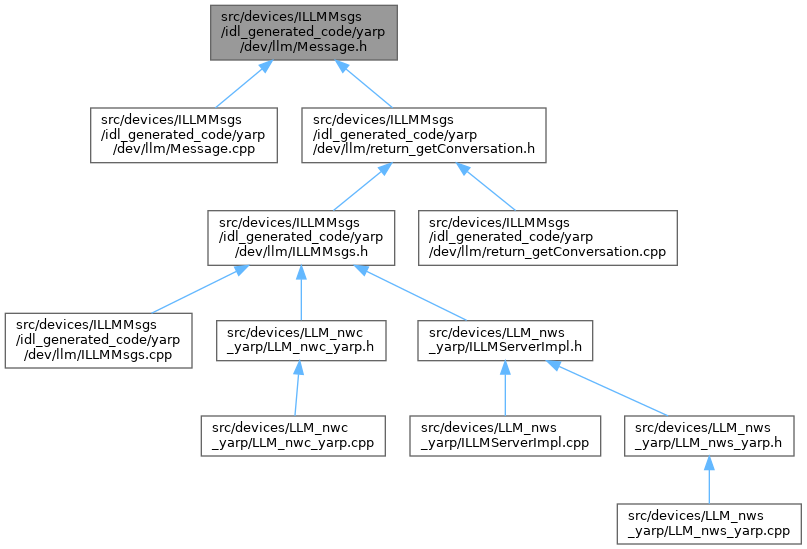 src/devices/ILLMMsgs
/idl_generated_code/yarp
/dev/llm/Message.h
src/devices/ILLMMsgs
/idl_generated_code/yarp
/dev/llm/Message.cpp
src/devices/ILLMMsgs
/idl_generated_code/yarp
/dev/llm/return_getConversation.h
src/devices/ILLMMsgs
/idl_generated_code/yarp
/dev/llm/ILLMMsgs.h
src/devices/ILLMMsgs
/idl_generated_code/yarp
/dev/llm/return_getConversation.cpp
src/devices/ILLMMsgs
/idl_generated_code/yarp
/dev/llm/ILLMMsgs.cpp
src/devices/LLM_nwc
_yarp/LLM_nwc_yarp.h
src/devices/LLM_nws
_yarp/ILLMServerImpl.h
src/devices/LLM_nwc
_yarp/LLM_nwc_yarp.cpp
src/devices/LLM_nws
_yarp/ILLMServerImpl.cpp
src/devices/LLM_nws
_yarp/LLM_nws_yarp.h
src/devices/LLM_nws
_yarp/LLM_nws_yarp.cpp